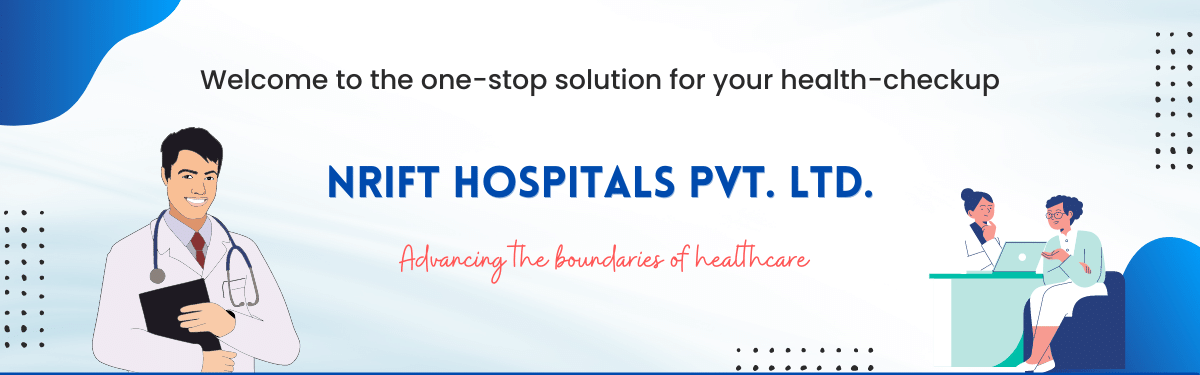 Welcome to the one-stop solution for your health-checkup
NRIFT HOSPITALS PVT. LTD.
Advancing the boundaries of healthcare